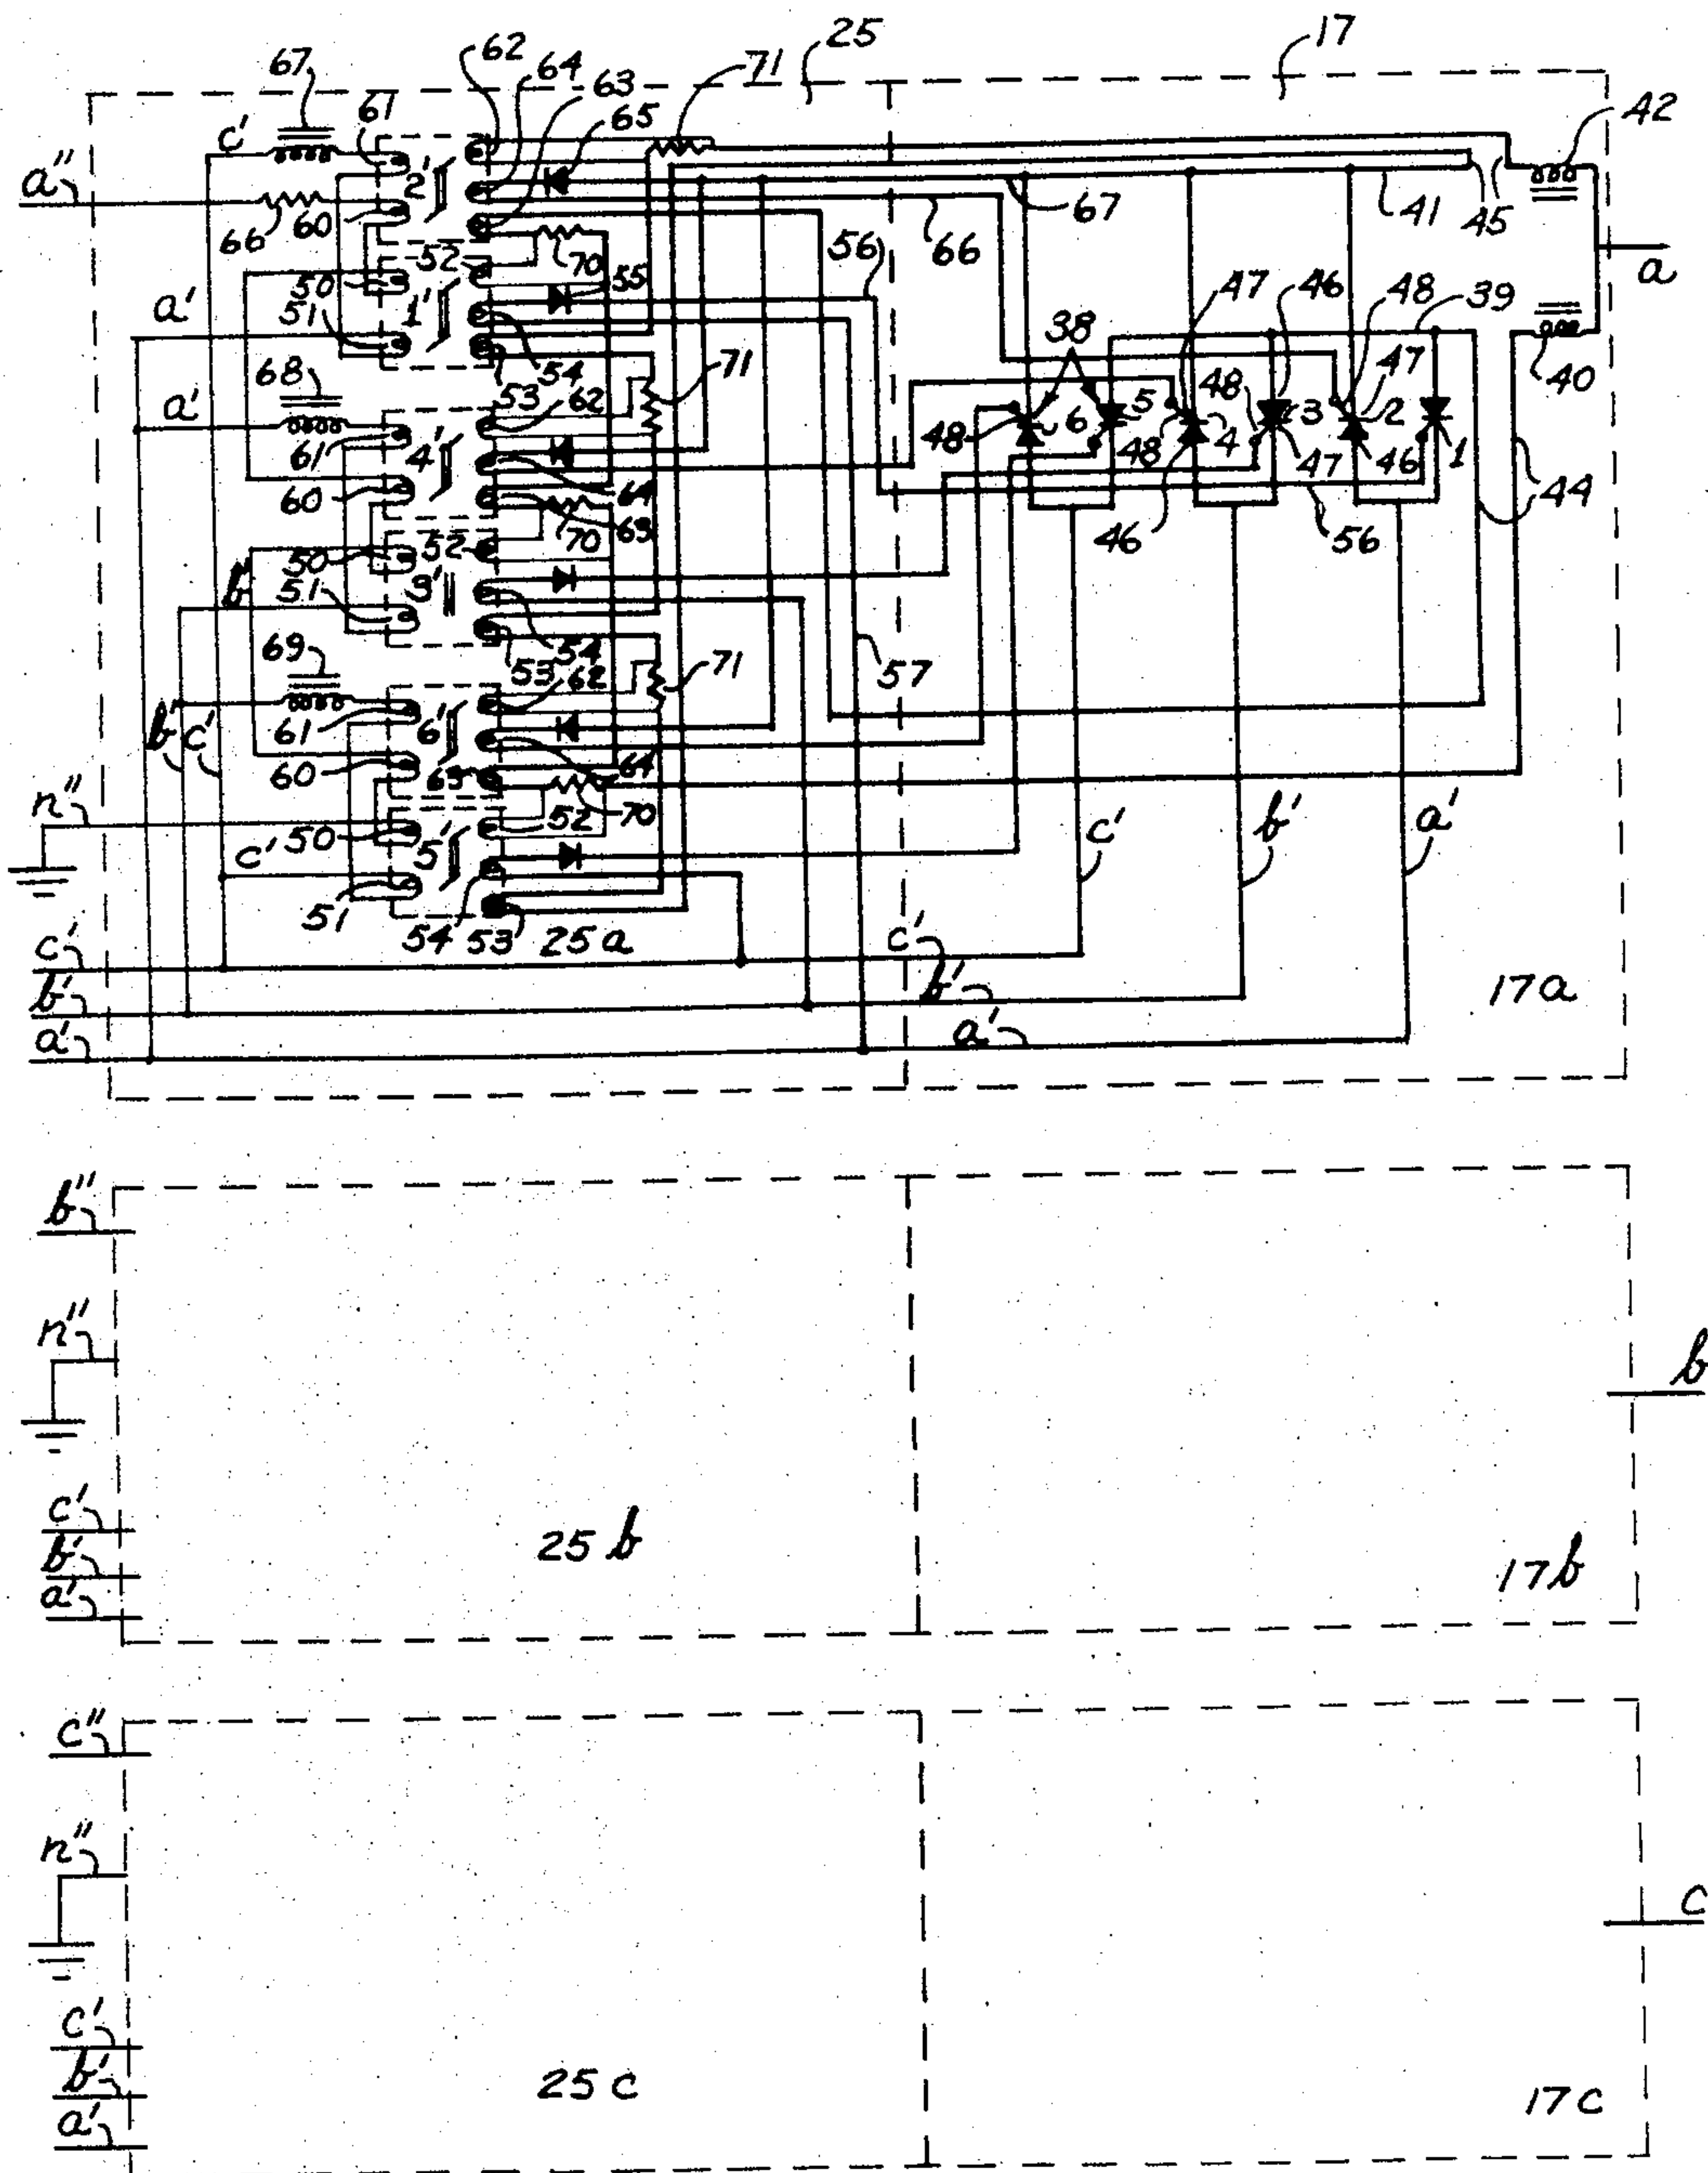 25 17
67 62 64 63 71 42
61 65
c' 2'
a"
66 60 67 41 45
66 a
52 70 55 56
50
a' 51 1' 47 46 48 39
54 38
68 53 62 71 40
a' 61 4' 48 6 5 48 4 48 3 47 2 1
64 47 46
60 63 44
70 46 56
50 52
b' 51 3'
69 53 54 62 71 57
b' c' 61 6'
60 63 64
n" 70
c' 50 5' 52 c' b' a'
51
54 53 25a
c' c'
b' b' 17a
a' a'
b"
n"
b
c'
b' 25b 17b
a'
c"
n"
c
c'
b' 25c 17c
a'